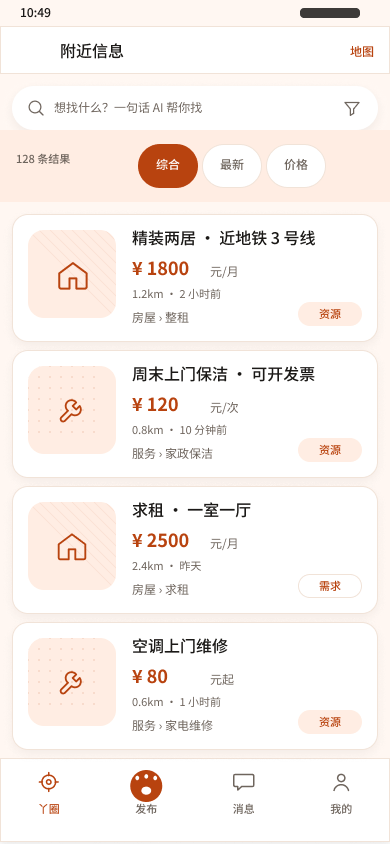 10:49
附近信息
地图
想找什么？一句话 AI 帮你找
128 条结果
综合
最新
价格
精装两居 · 近地铁 3 号线
¥ 1800 元/月
1.2km · 2 小时前
房屋 › 整租
资源
周末上门保洁 · 可开发票
¥ 120 元/次
0.8km · 10 分钟前
服务 › 家政保洁
资源
求租 · 一室一厅
¥ 2500 元/月
2.4km · 昨天
房屋 › 求租
需求
空调上门维修
¥ 80 元起
0.6km · 1 小时前
服务 › 家电维修
资源
丫圈
发布
消息
我的